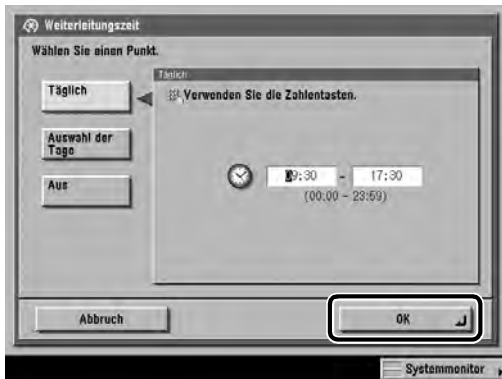 Weiterleitungszeit
Wählen Sie einen Punkt.
Täglich
Täglich
Verwenden Sie die Zahlentasten.
Auswahl der
Tage
Aus
09:30 - 17:30
(00:00 - 23:59)
Abbruch
OK
Systemmonitor